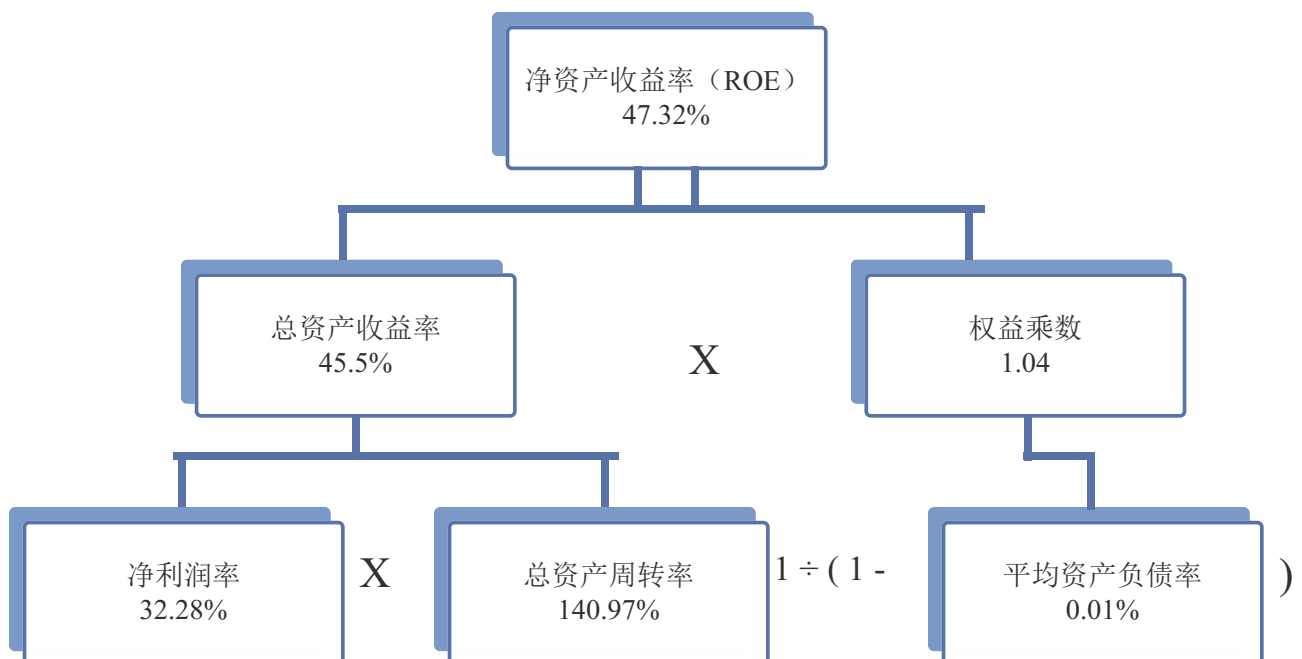 净资产收益率（ROE）
47.32%
总资产收益率
45.5%
X
权益乘数
1.04
净利润率
32.28%
X
总资产周转率
140.97%
1 ÷ ( 1 -
平均资产负债率
0.01%
)